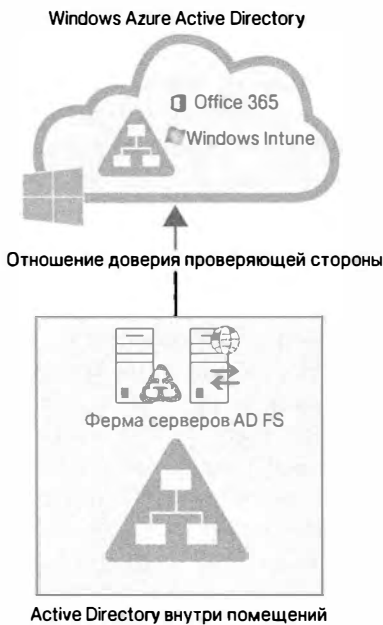 Windows Azure Active Directory
Office 365
Windows Intune
Отношение доверия проверяющей стороны
Ферма серверов AD FS
Active Directory внутри помещений